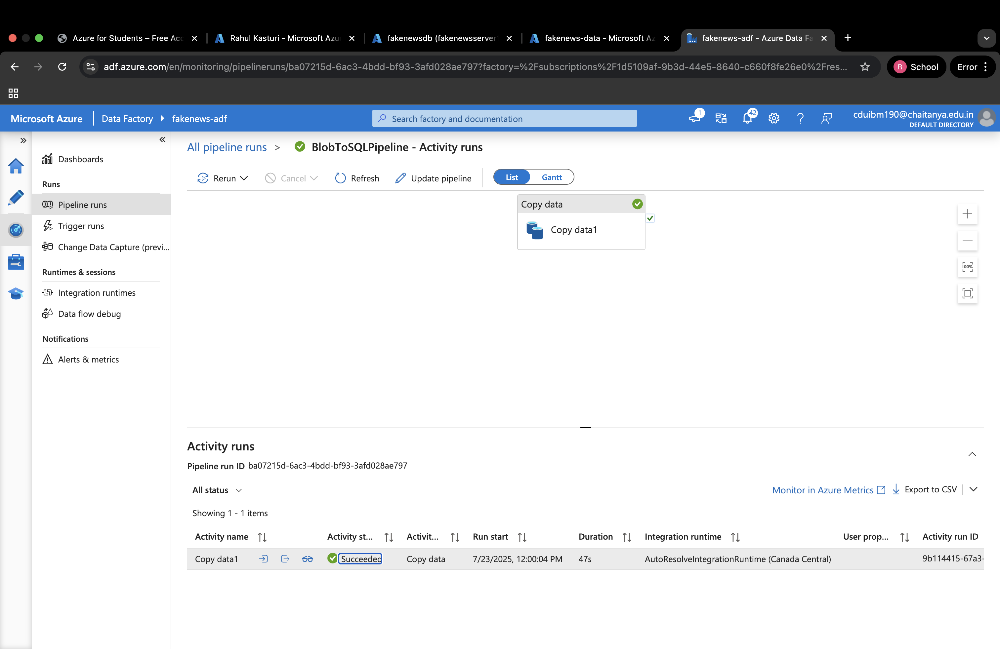 Azure for Students – Free Acc
Rahul Kasturi - Microsoft Azu
fakenewsdb (fakenewsserver
fakenews-data - Microsoft Az
fakenews-adf - Azure Data Fa
adf.azure.com/en/monitoring/pipelineruns/ba07215d-6ac3-4bdd-bf93-3afd028ae797?factory=%2Fsubscriptions%2F1d5109af-9b3d-44e5-8640-c660f8fe26e0%2Fres...
R School
Error
Microsoft Azure
Data Factory
fakenews-adf
Search factory and documentation
1
42
cduibm190@chaitanya.edu.in
DEFAULT DIRECTORY
Dashboards
Runs
Pipeline runs
Trigger runs
Change Data Capture (previ...
Runtimes & sessions
Integration runtimes
Data flow debug
Notifications
Alerts & metrics
All pipeline runs > BlobToSQLPipeline - Activity runs
Rerun Cancel Refresh Update pipeline List Gantt
Copy data
Copy data1
100%
Activity runs
Pipeline run ID ba07215d-6ac3-4bdd-bf93-3afd028ae797
All status
Monitor in Azure Metrics Export to CSV
Showing 1 - 1 items
Activity name Activity st... Activit... Run start Duration Integration runtime User prop... Activity run ID
Copy data1 Succeeded Copy data 7/23/2025, 12:00:04 PM 47s AutoResolveIntegrationRuntime (Canada Central) 9b114415-67a3-